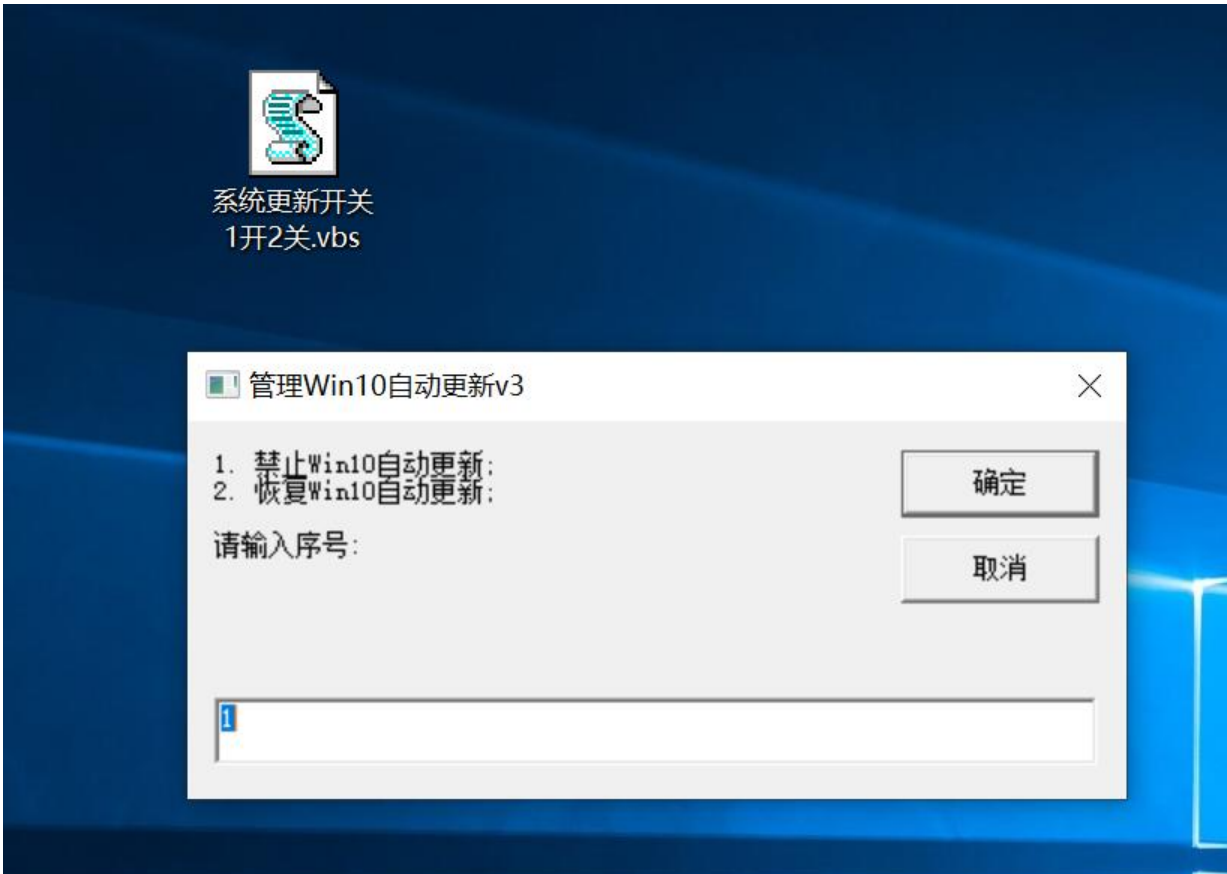 系统更新开关
1开2关.vbs
管理Win10自动更新v3
1. 禁止Win10自动更新;
2. 恢复Win10自动更新;
确定
请输入序号:
取消
1